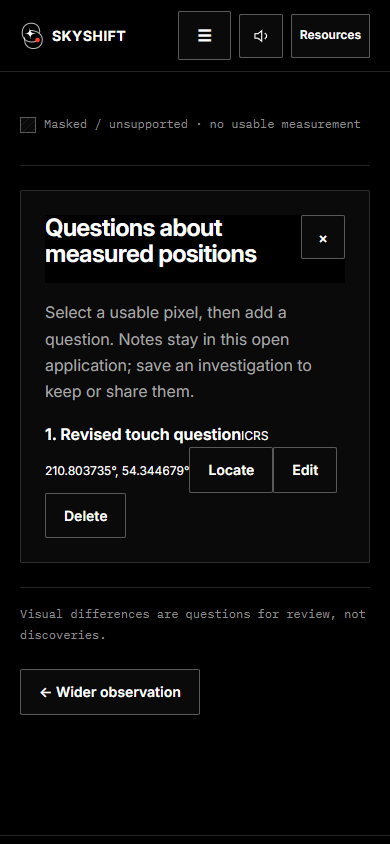 SKYSHIFT
Resources
Masked / unsupported · no usable measurement
Questions about
measured positions
×
Select a usable pixel, then add a
question. Notes stay in this open
application; save an investigation to
keep or share them.
1. Revised touch questionICRS
210.803735°, 54.344679° Locate Edit
Delete
Visual differences are questions for review, not
discoveries.
← Wider observation